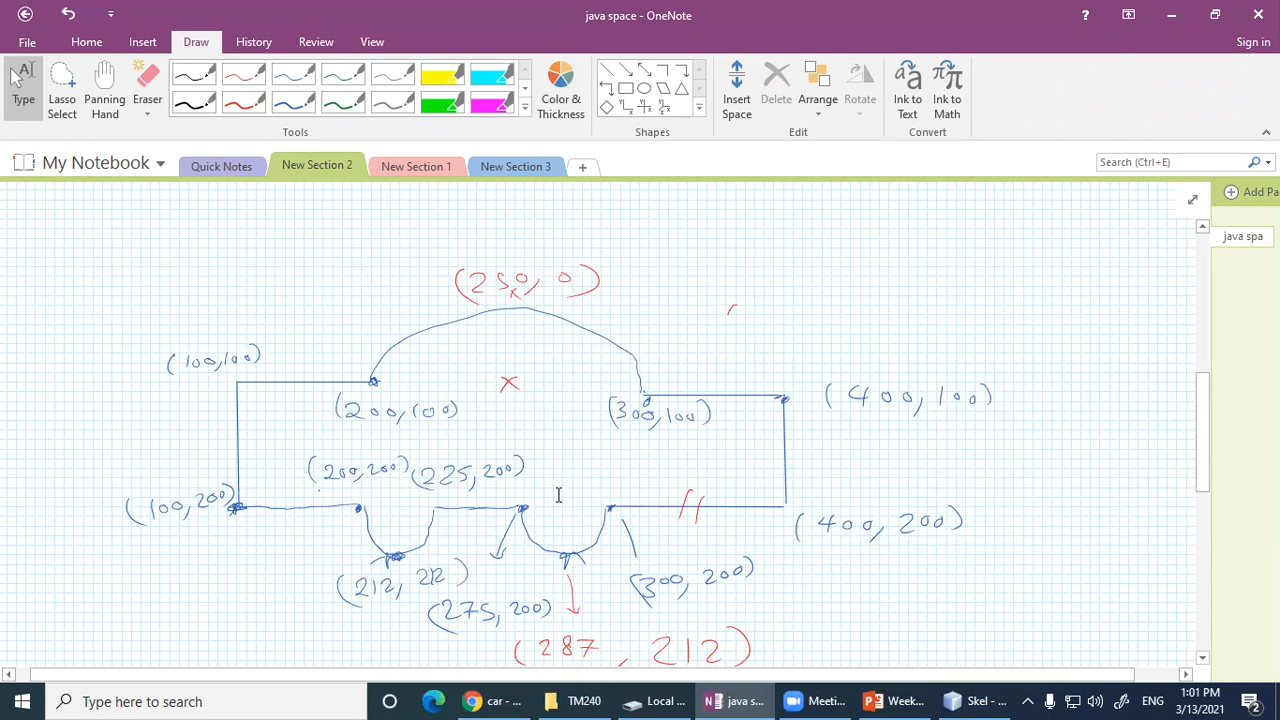 java space - OneNote
Sign in
File Home Insert Draw History Review View
Type
Lasso Select
Panning Hand
Eraser
Color & Thickness
Insert Space
Delete
Arrange
Rotate
Ink to Text
Ink to Math
Tools
Shapes
Edit
Convert
My Notebook
Quick Notes
New Section 2
New Section 1
New Section 3
Search (Ctrl+E)
Add Pa
java spa
(250, 0)
x
(100,100)
x
(200,100)
(300,100)
(400,100)
(200,200) (225,200)
(100,200)
(400, 200)
(212, 212)
(300, 200)
(275, 200)
(287, 212)
Type here to search
car - ...
TM240
Local ...
java s...
Meeti...
Week...
Skel - ...
ENG
1:01 PM
3/13/2021
2